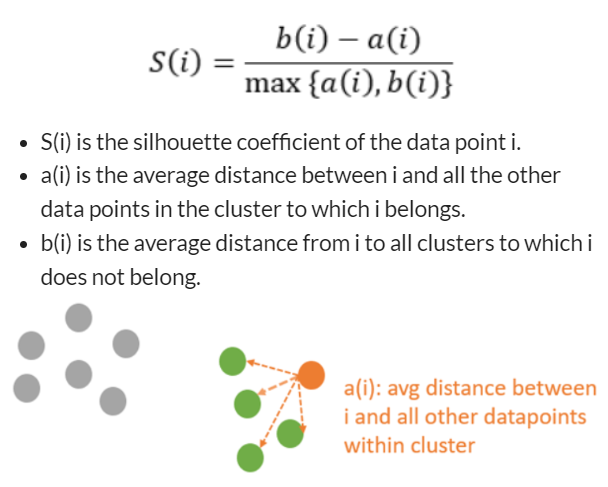 S(i) = b(i) − a(i) / max {a(i), b(i)}
• S(i) is the silhouette coefficient of the data point i.
• a(i) is the average distance between i and all the other
data points in the cluster to which i belongs.
• b(i) is the average distance from i to all clusters to which i
does not belong.
a(i): avg distance between
i and all other datapoints
within cluster